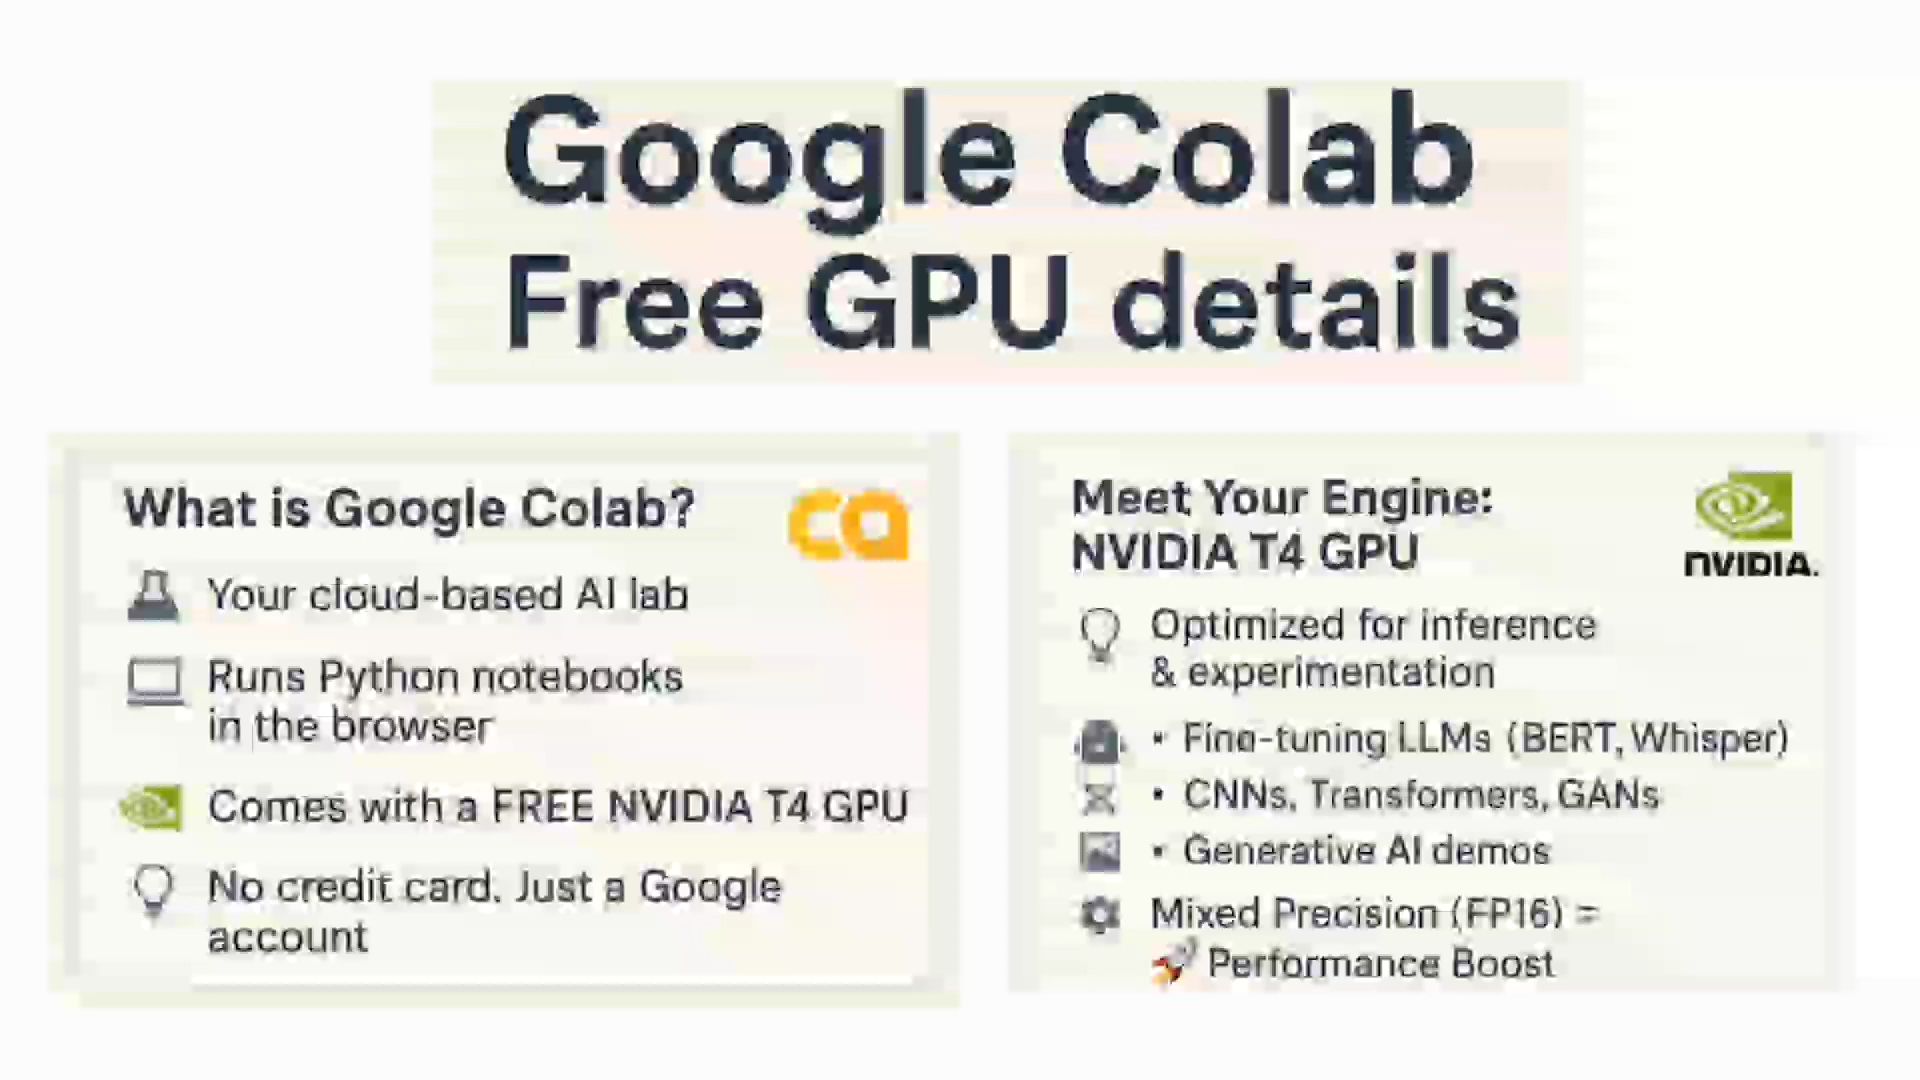 Google Colab
Free GPU details
What is Google Colab?
CO
Your cloud-based AI lab
Runs Python notebooks
in the browser
Comes with a FREE NVIDIA T4 GPU
No credit card. Just a Google
account
Meet Your Engine:
NVIDIA T4 GPU
NVIDIA.
Optimized for inference
& experimentation
• Fine-tuning LLMs (BERT, Whisper)
• CNNs, Transformers, GANs
• Generative AI demos
Mixed Precision (FP16) =
🚀 Performance Boost